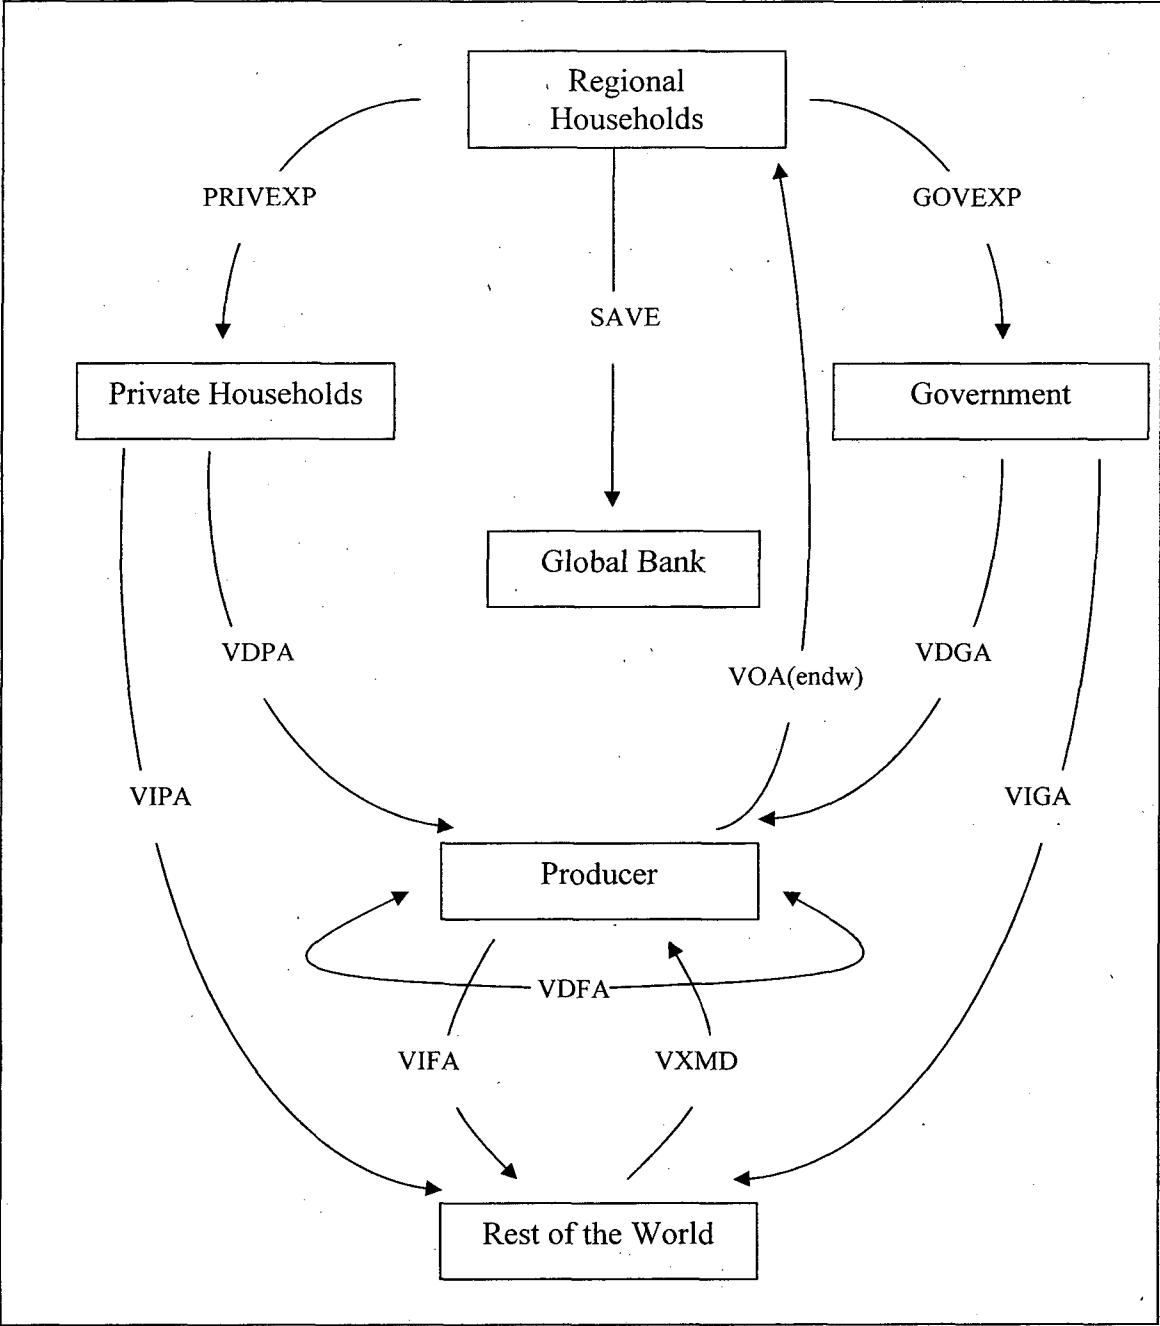 Regional
Households
PRIVEXP
GOVEXP
SAVE
Private Households
Government
Global Bank
VDPA
VOA(endw)
VDGA
VIPA
VIGA
Producer
VDFA
VIFA
VXMD
Rest of the World